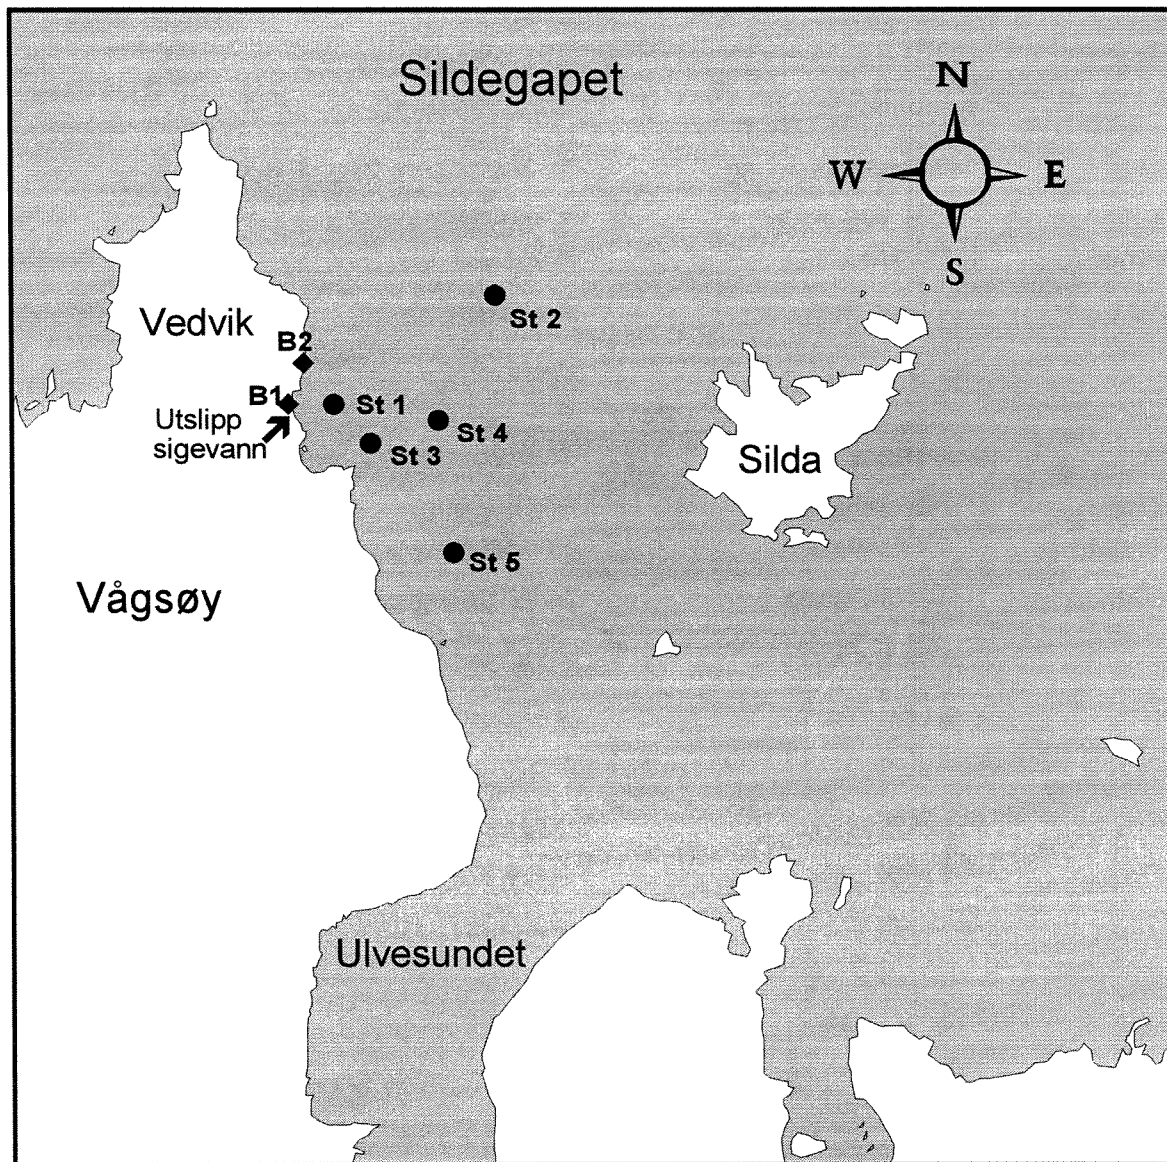 Sildegapet
N
W
E
S
St 2
Vedvik
B2
B1
St 1
Utslipp
sigevann
St 4
St 3
Silda
St 5
Vågsøy
Ulvesundet